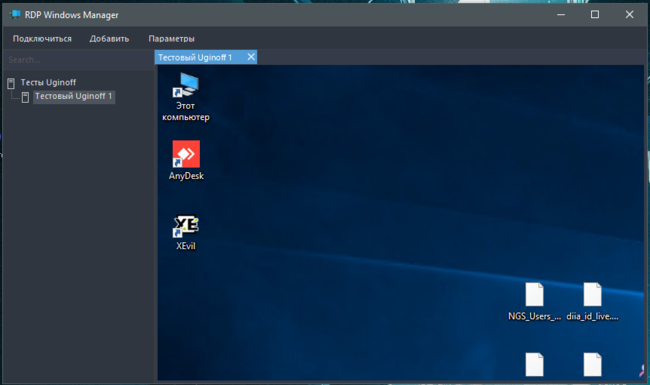 RDP Windows Manager
Подключиться Добавить Параметры
Search...
Тестовый Uginoff 1
Тесты Uginoff
Тестовый Uginoff 1
Этот
компьютер
AnyDesk
XEvil
NGS_Users_...
diia_id_live....